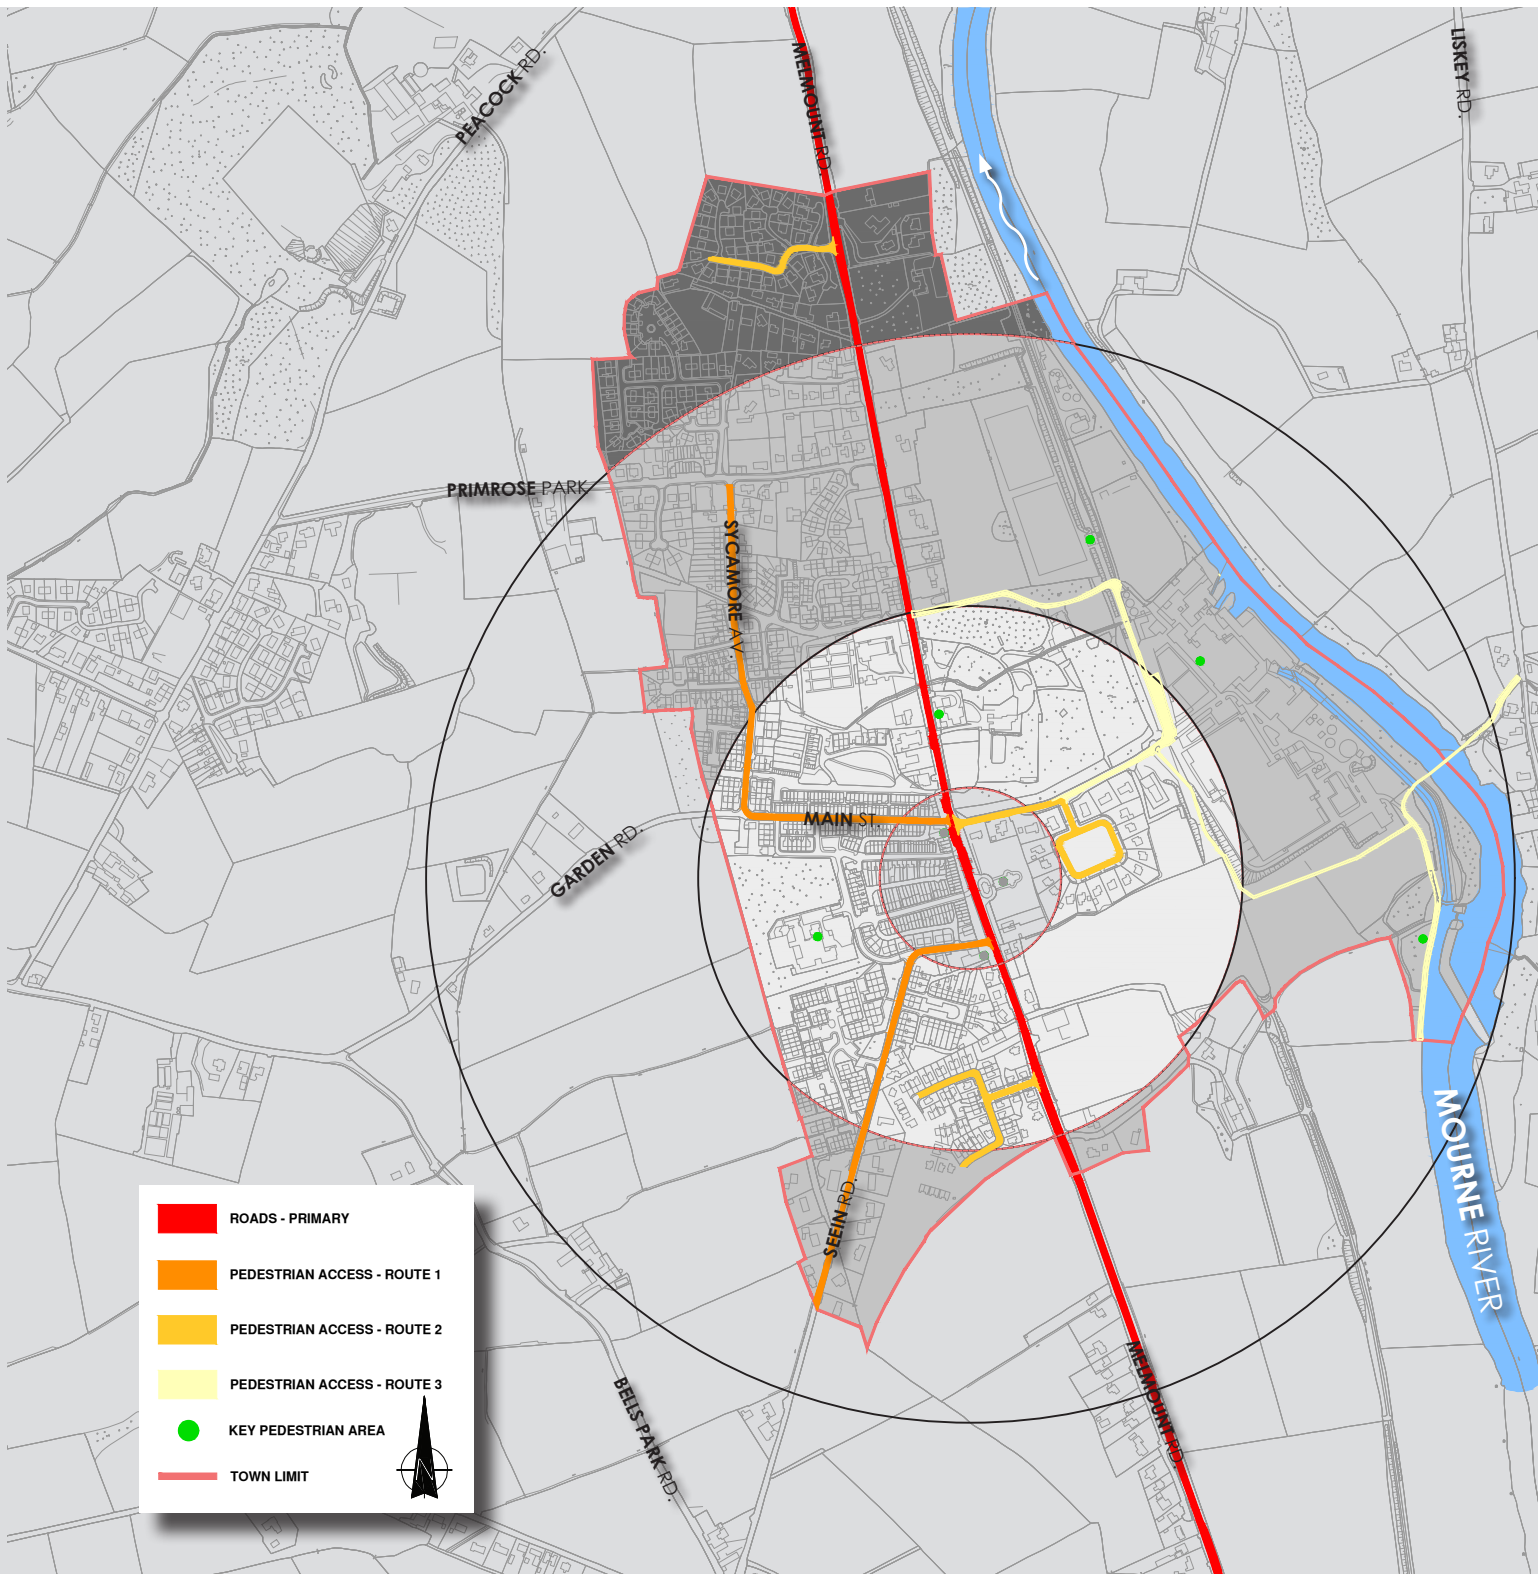 PEACOCK RD.
MELMOUNT RD.
LISKEY RD.
PRIMROSE PARK
SYCAMORE AV
MAIN ST.
GARDEN RD.
SEEIN RD.
MOURNE RIVER
BELLS PARK RD.
MELMOUNT RD.
ROADS - PRIMARY
PEDESTRIAN ACCESS - ROUTE 1
PEDESTRIAN ACCESS - ROUTE 2
PEDESTRIAN ACCESS - ROUTE 3
KEY PEDESTRIAN AREA
TOWN LIMIT
N